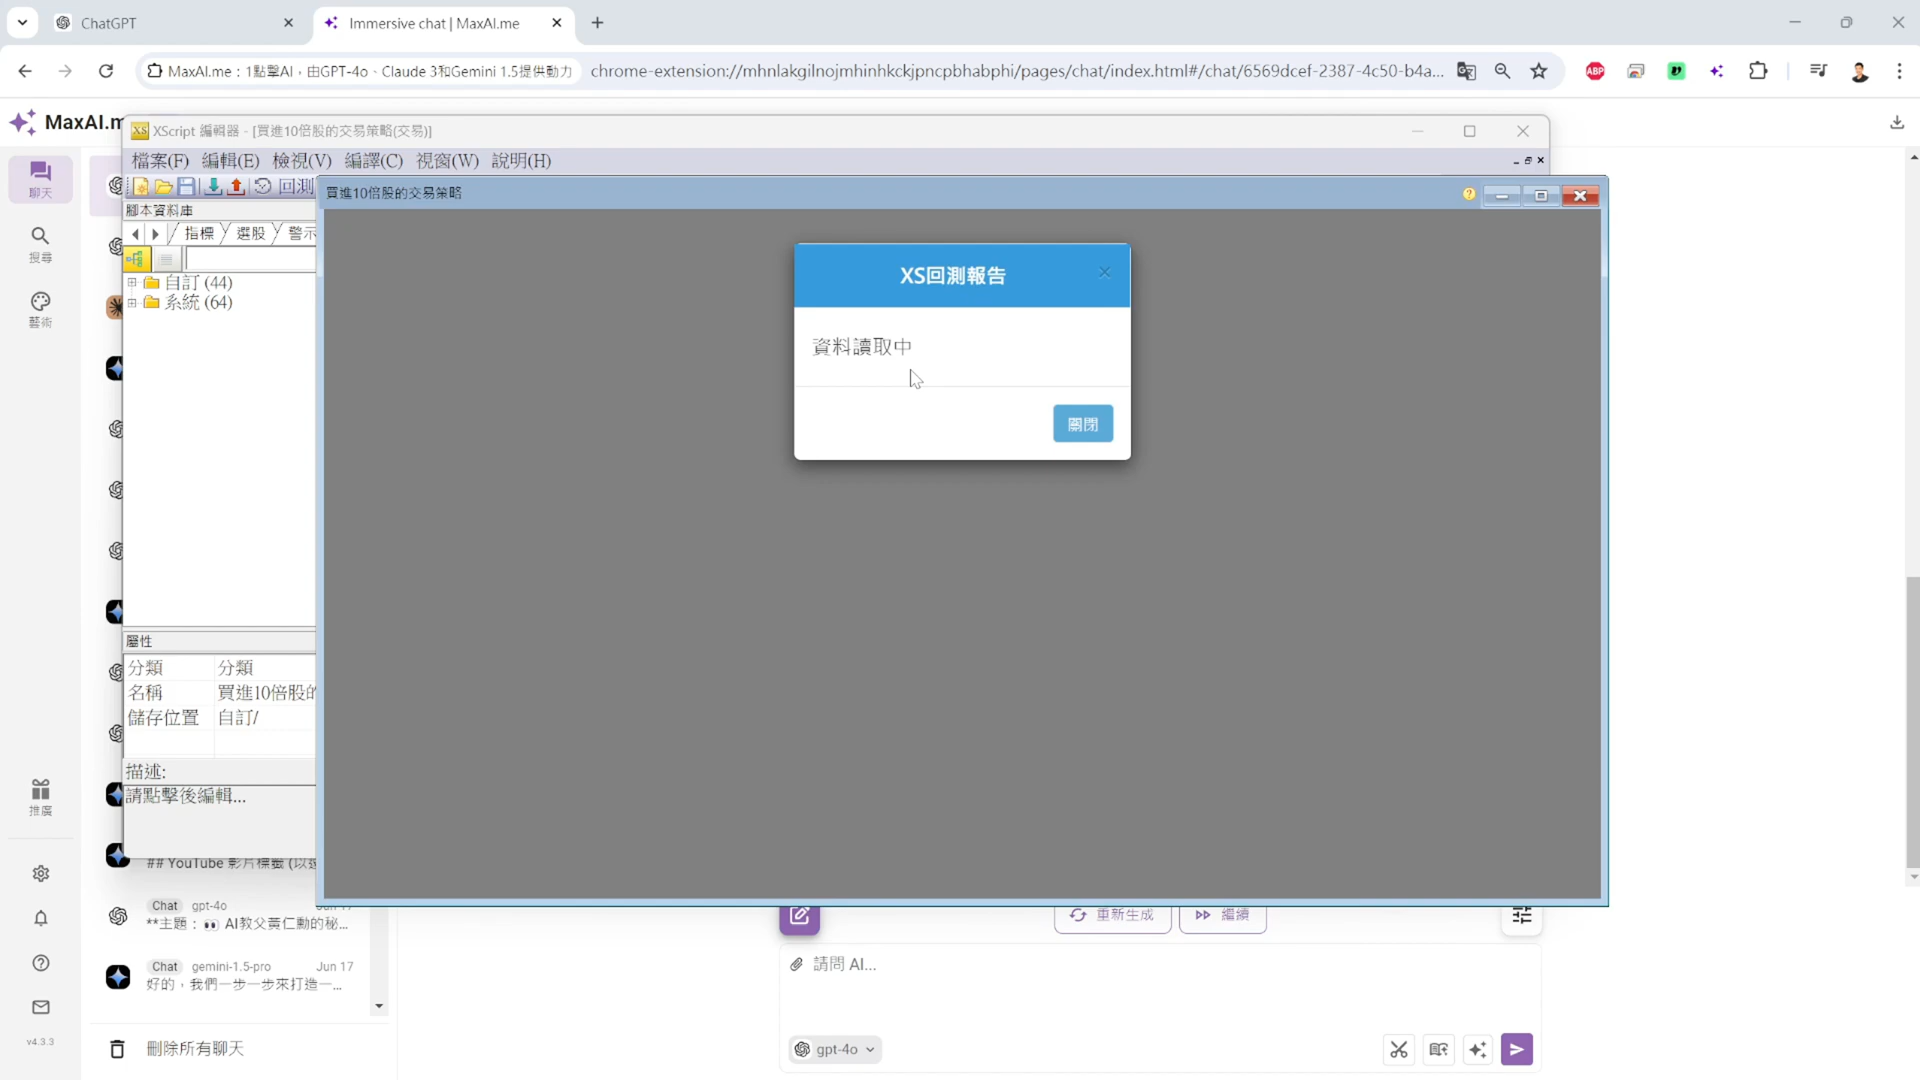 ChatGPT
Immersive chat | MaxAI.me
MaxAI.me：1點擊AI，由GPT-4o、Claude 3和Gemini 1.5提供動力
chrome-extension://mhnlakgilnojmhinhkckjpncpbhabphi/pages/chat/index.html#/chat/6569dcef-2387-4c50-b4a...
ABP
MaxAI.m
XS XScript 編輯器 - [買進10倍股的交易策略(交易)]
檔案(F) 編輯(E) 檢視(V) 編譯(C) 視窗(W) 說明(H)
回測
買進10倍股的交易策略
腳本資料庫
指標 選股 警示
自訂 (44)
系統 (64)
XS回測報告
資料讀取中
關閉
屬性
分類 分類
名稱 買進10倍股的
儲存位置 自訂/
描述:
請點擊後編輯...
聊天
搜尋
藝術
推廣
v4.3.3
## YouTube 影片標籤 (以逗
Chat gpt-4o Jun 17
**主題：👀 AI教父黃仁勳的秘...
Chat gemini-1.5-pro Jun 17
好的，我們一步一步來打造一...
刪除所有聊天
重新生成
繼續
請問 AI...
gpt-4o